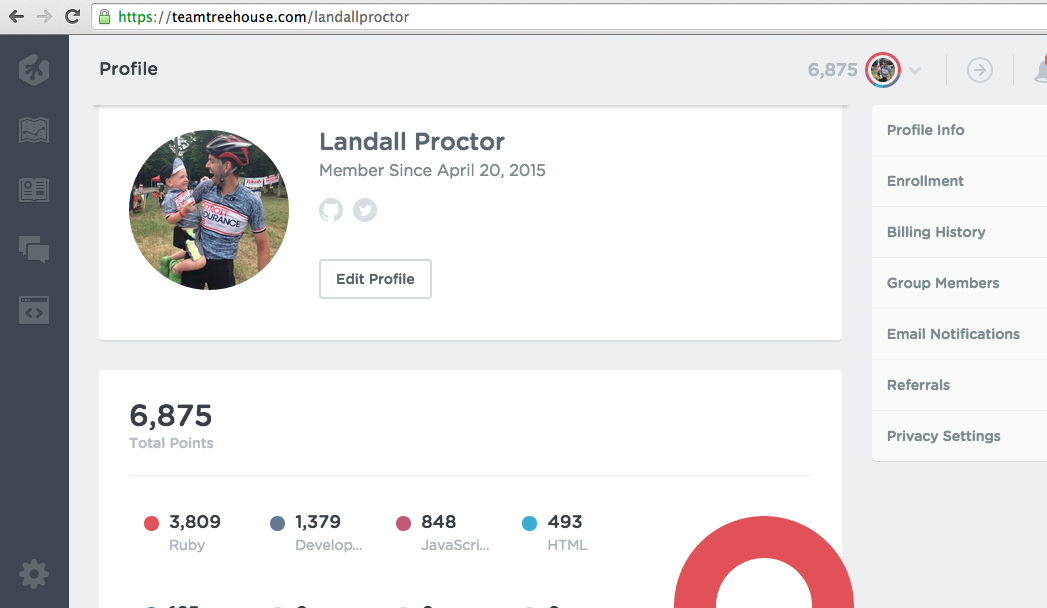 https://teamtreehouse.com/landallproctor
Profile
6,875
Landall Proctor
Member Since April 20, 2015
Edit Profile
Profile Info
Enrollment
Billing History
Group Members
Email Notifications
Referrals
Privacy Settings
6,875
Total Points
3,809
Ruby
1,379
Develop...
848
JavaScri...
493
HTML